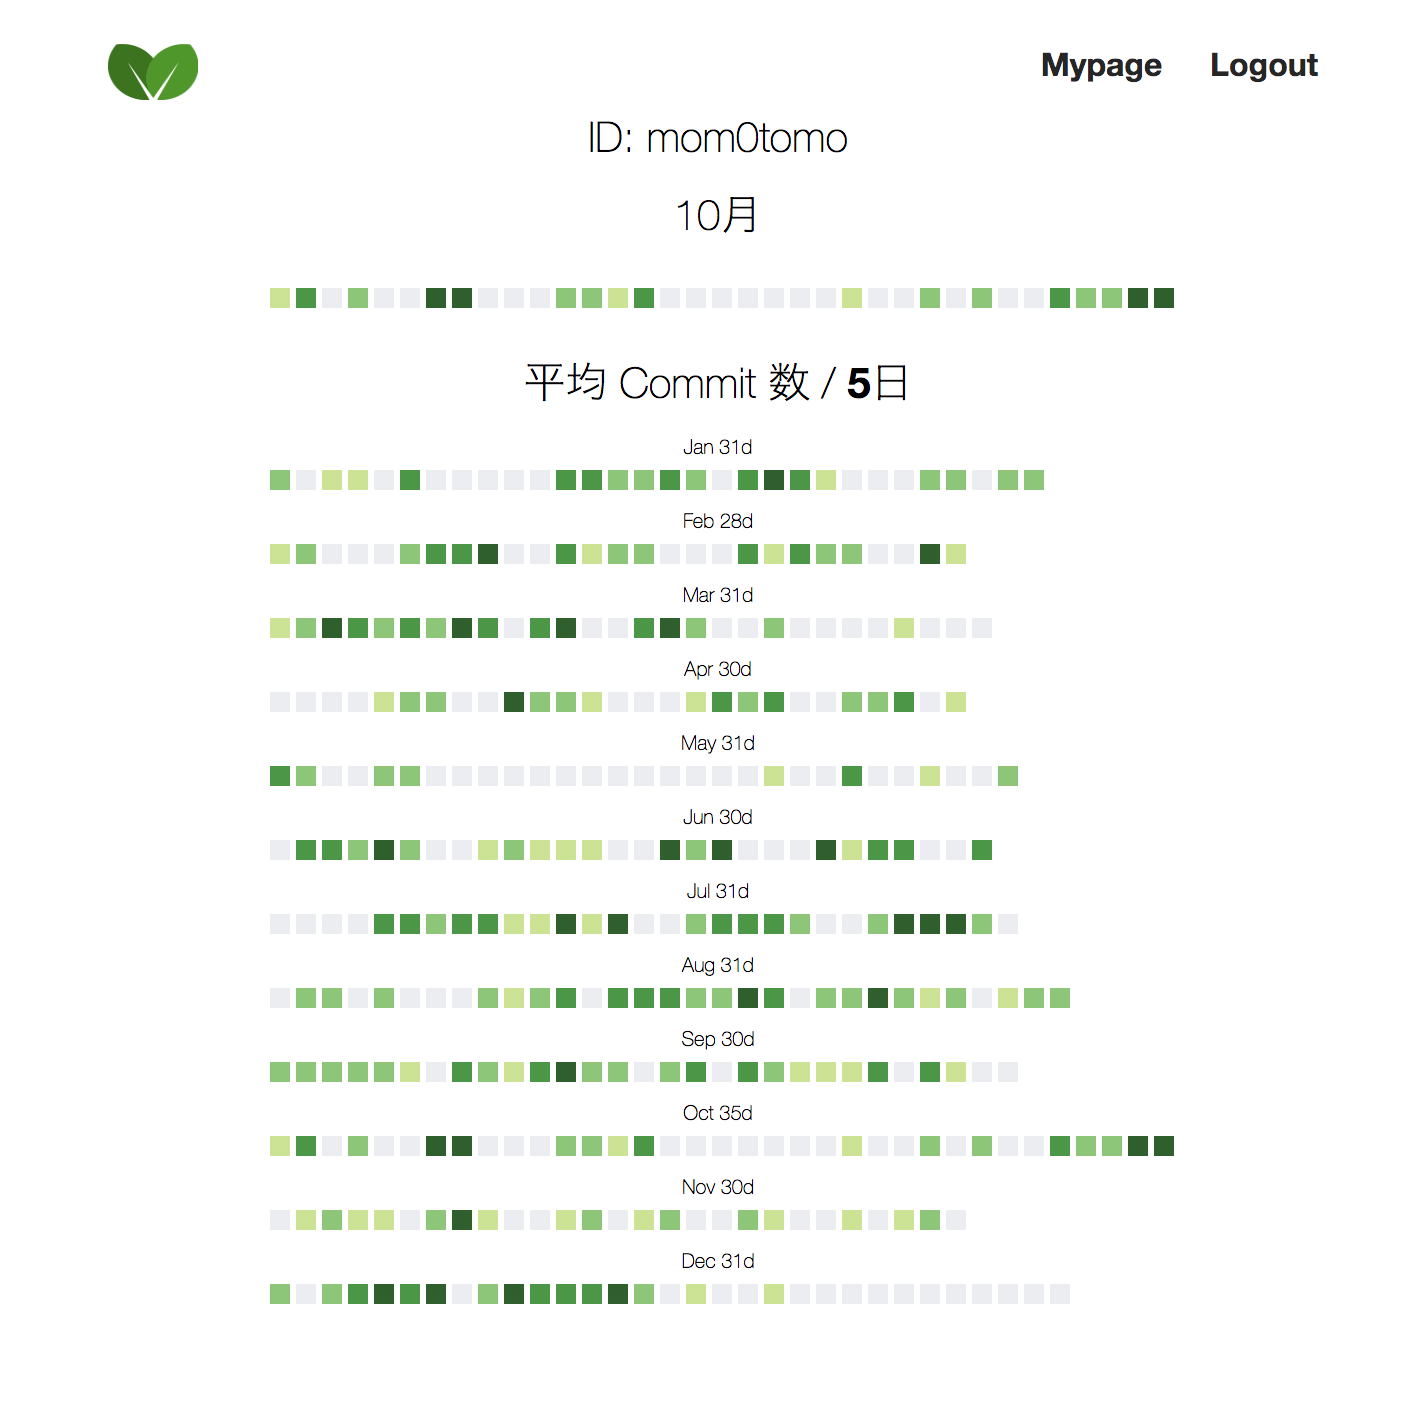 Mypage Logout
ID: mom0tomo
10月
平均 Commit 数 / 5日
Jan 31d
Feb 28d
Mar 31d
Apr 30d
May 31d
Jun 30d
Jul 31d
Aug 31d
Sep 30d
Oct 35d
Nov 30d
Dec 31d